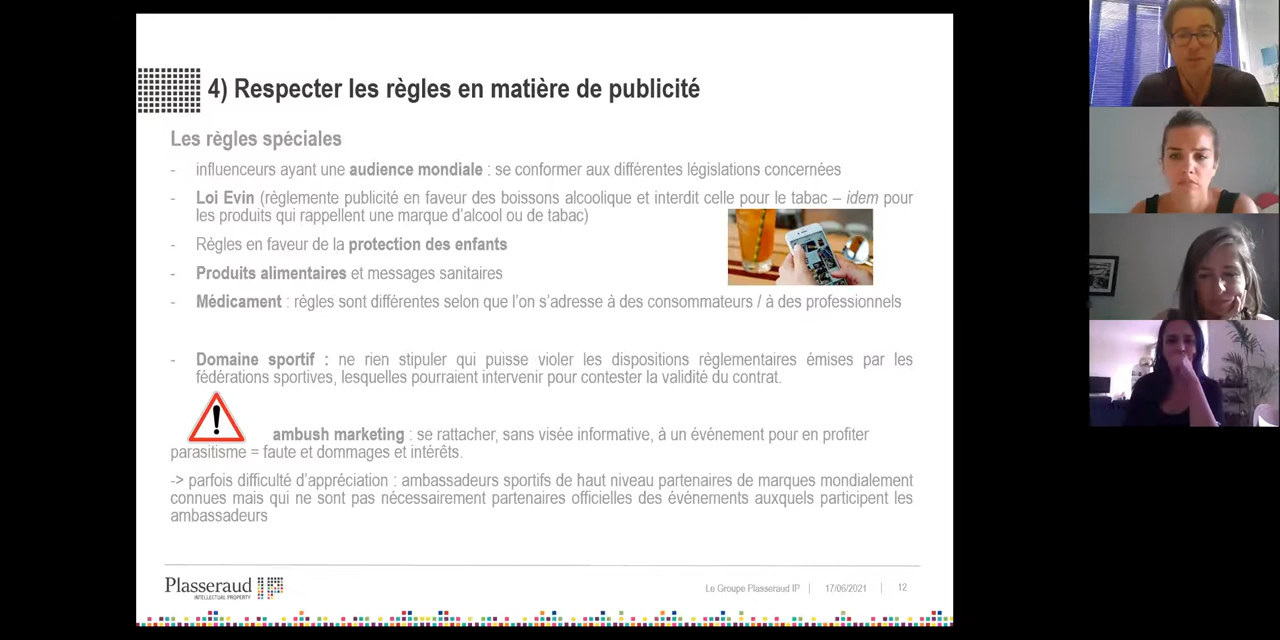 4) Respecter les règles en matière de publicité
Les règles spéciales
- influenceurs ayant une audience mondiale : se conformer aux différentes législations concernées
- Loi Evin (règlemente publicité en faveur des boissons alcoolique et interdit celle pour le tabac – idem pour
les produits qui rappellent une marque d'alcool ou de tabac)
- Règles en faveur de la protection des enfants
- Produits alimentaires et messages sanitaires
- Médicament : règles sont différentes selon que l'on s'adresse à des consommateurs / à des professionnels
- Domaine sportif : ne rien stipuler qui puisse violer les dispositions règlementaires émises par les
fédérations sportives, lesquelles pourraient intervenir pour contester la validité du contrat.
ambush marketing : se rattacher, sans visée informative, à un événement pour en profiter
parasitisme = faute et dommages et intérêts.
-> parfois difficulté d'appréciation : ambassadeurs sportifs de haut niveau partenaires de marques mondialement
connues mais qui ne sont pas nécessairement partenaires officielles des événements auxquels participent les
ambassadeurs
Plasseraud IP
INTELLECTUAL PROPERTY
Le Groupe Plasseraud IP | 17/06/2021 | 12